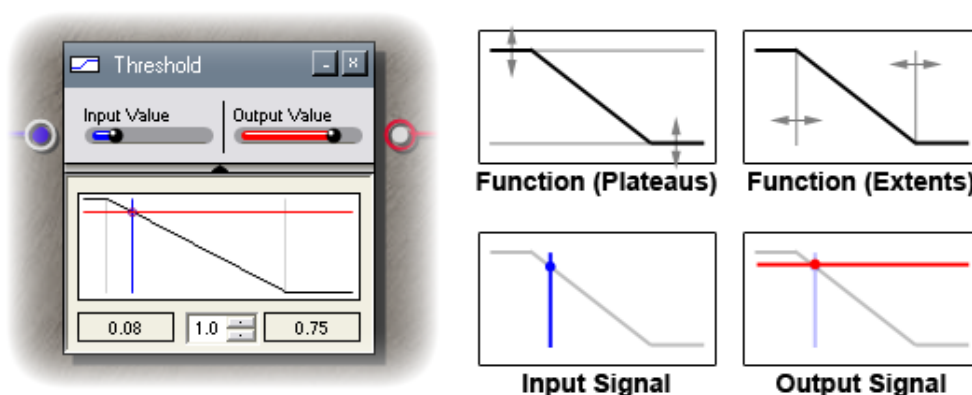 Threshold
Input Value
Output Value
0.08
1.0
0.75
Function (Plateaus)
Function (Extents)
Input Signal
Output Signal